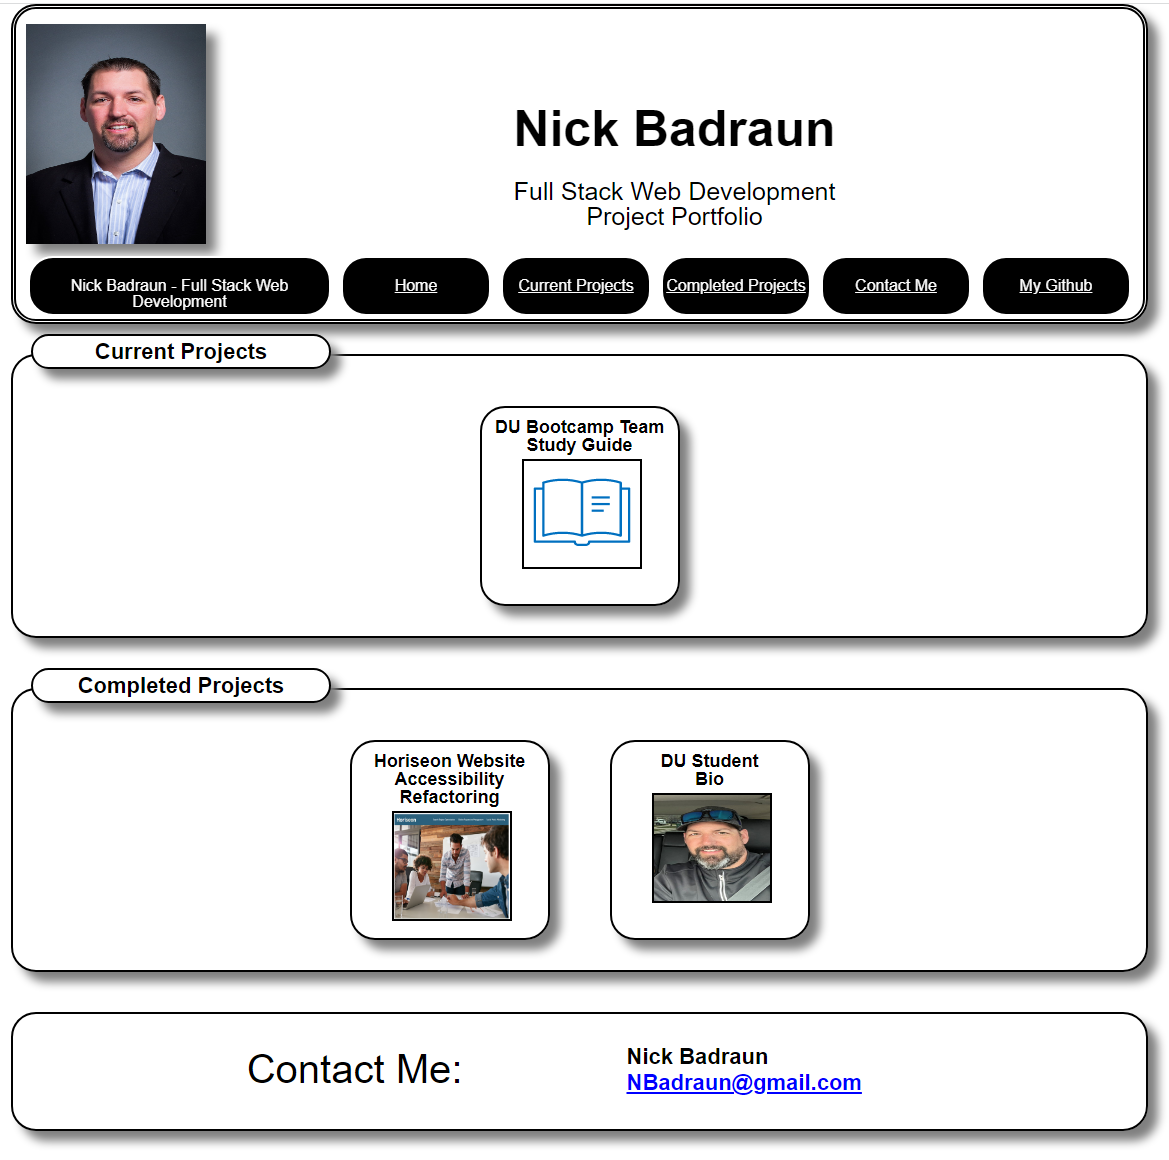 Nick Badraun
Full Stack Web Development
Project Portfolio
Nick Badraun - Full Stack Web
Development
Home
Current Projects
Completed Projects
Contact Me
My Github
Current Projects
DU Bootcamp Team
Study Guide
Completed Projects
Horiseon Website
Accessibility
Refactoring
Horiseon
DU Student
Bio
Contact Me:
Nick Badraun
NBadraun@gmail.com